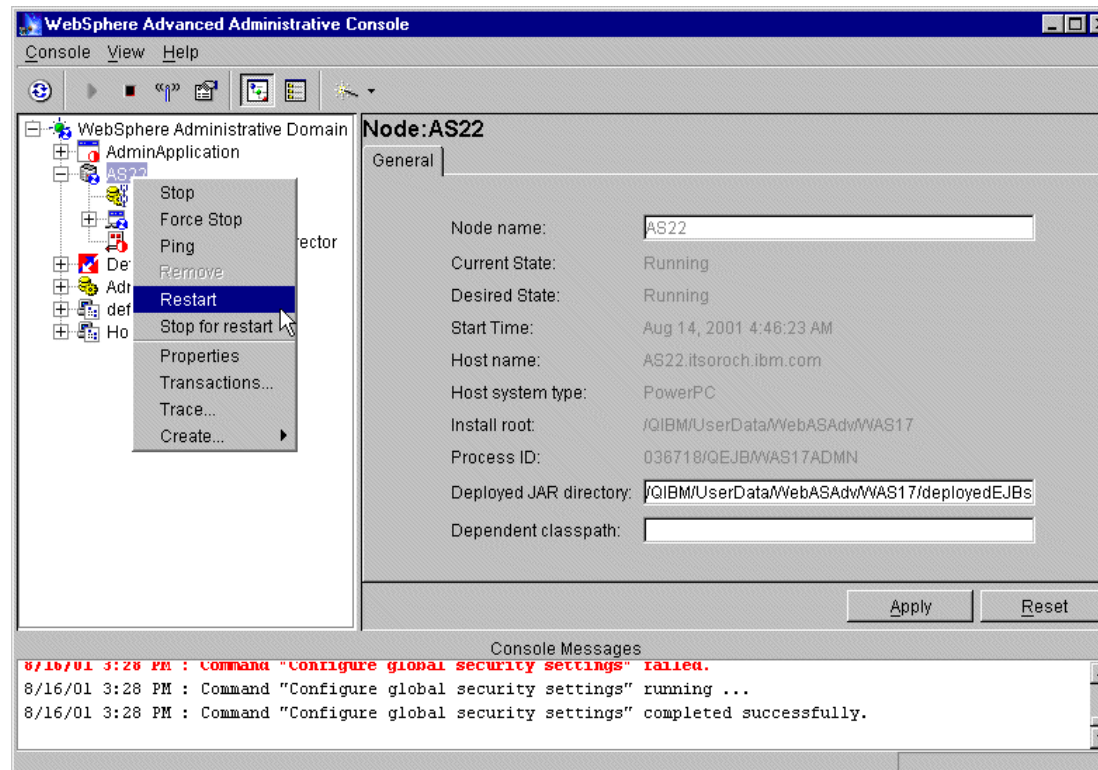 WebSphere Advanced Administrative Console
Console View Help
WebSphere Administrative Domain
AdminApplication
AS22
rector
De
Adr
def
Ho
Stop
Force Stop
Ping
Remove
Restart
Stop for restart
Properties
Transactions...
Trace...
Create...
Node:AS22
General
Node name: AS22
Current State: Running
Desired State: Running
Start Time: Aug 14, 2001 4:46:23 AM
Host name: AS22.itsoroch.ibm.com
Host system type: PowerPC
Install root: /QIBM/UserData/WebASAdv/WAS17
Process ID: 036718/QEJB/WAS17ADMN
Deployed JAR directory: /QIBM/UserData/WebASAdv/WAS17/deployedEJBs
Dependent classpath:
Apply Reset
Console Messages
8/16/01 3:28 PM : Command "Configure global security settings" failed.
8/16/01 3:28 PM : Command "Configure global security settings" running ...
8/16/01 3:28 PM : Command "Configure global security settings" completed successfully.